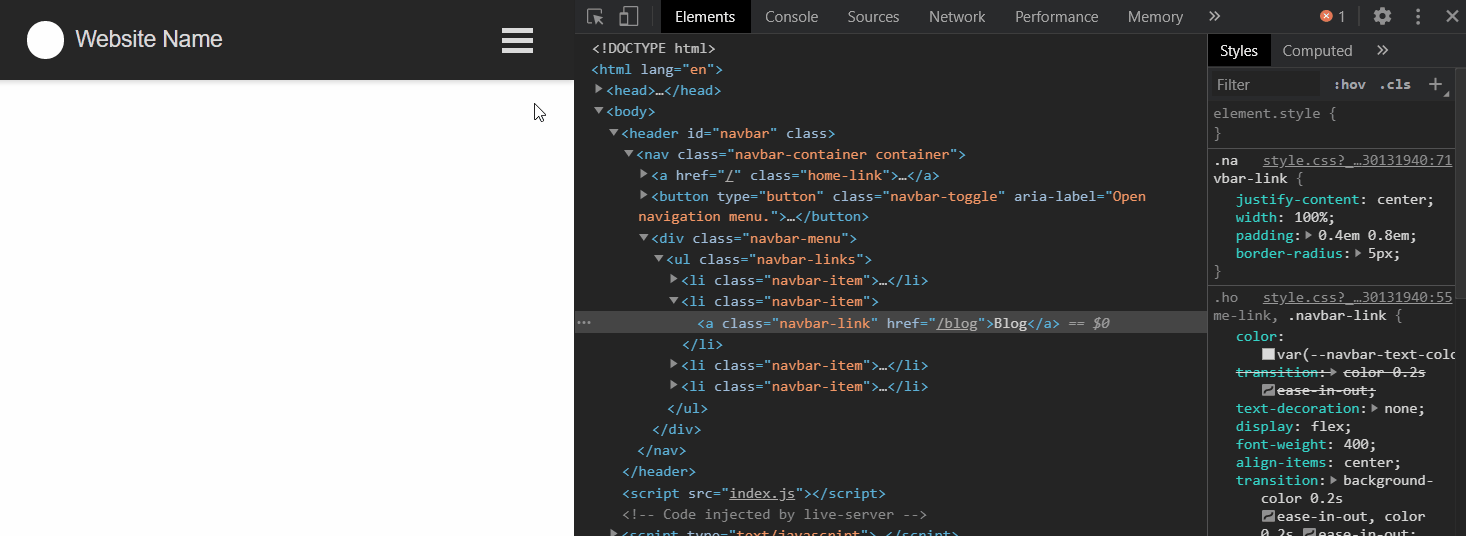 Website Name
Elements Console Sources Network Performance Memory » 1
<!DOCTYPE html>
<html lang="en">
<head>…</head>
<body>
<header id="navbar" class>
<nav class="navbar-container container">
<a href="/" class="home-link">…</a>
<button type="button" class="navbar-toggle" aria-label="Open
navigation menu.">…</button>
<div class="navbar-menu">
<ul class="navbar-links">
<li class="navbar-item">…</li>
<li class="navbar-item">
<a class="navbar-link" href="/blog">Blog</a> == $0
</li>
<li class="navbar-item">…</li>
<li class="navbar-item">…</li>
</ul>
</div>
</nav>
</header>
<script src="index.js"></script>
<!-- Code injected by live-server -->
<script type="text/javascript">…</script>
Styles Computed »
Filter :hov .cls +
element.style {
}
.na style.css?_…30131940:71
vbar-link {
justify-content: center;
width: 100%;
padding: 0.4em 0.8em;
border-radius: 5px;
}
.ho style.css?_…30131940:55
me-link, .navbar-link {
color:
var(--navbar-text-colo
transition: color 0.2s
ease-in-out;
text-decoration: none;
display: flex;
font-weight: 400;
align-items: center;
transition: background-
color 0.2s
ease-in-out, color
0.2s ease-in-out;